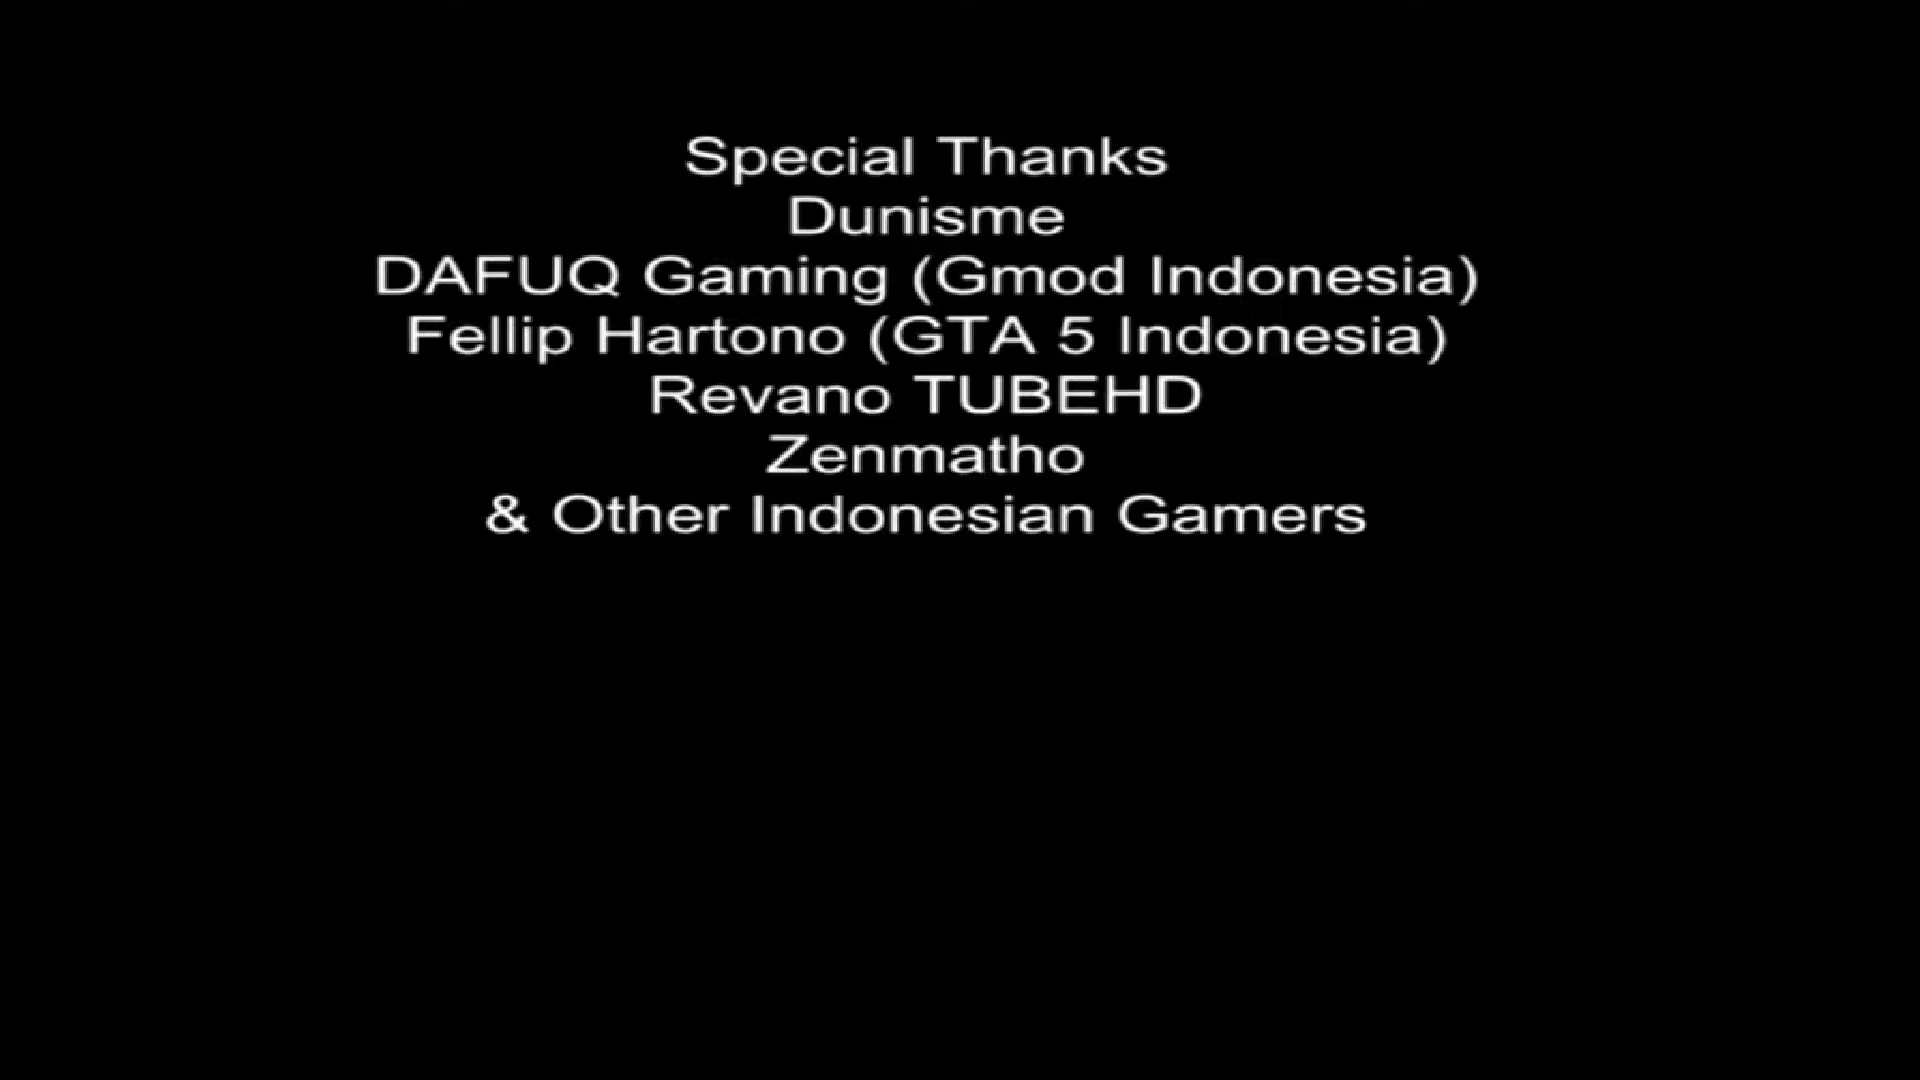 Special Thanks
Dunisme
DAFUQ Gaming (Gmod Indonesia)
Fellip Hartono (GTA 5 Indonesia)
Revano TUBEHD
Zenmatho
& Other Indonesian Gamers